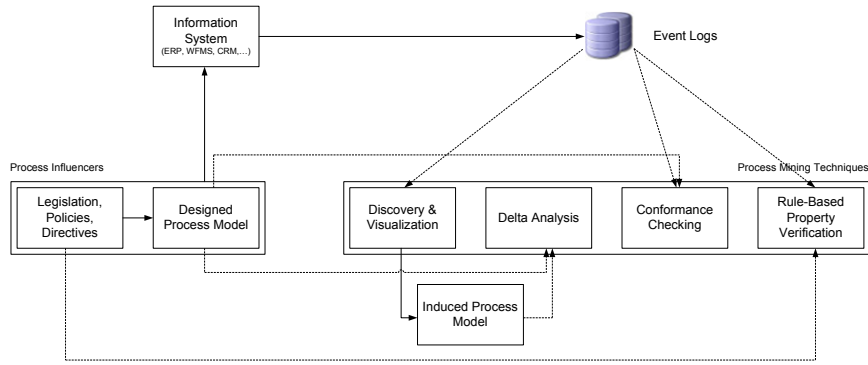 Information
System
(ERP, WFMS, CRM,...)
Event Logs
Process Influencers
Process Mining Techniques
Legislation,
Policies,
Directives
Designed
Process Model
Discovery &
Visualization
Delta Analysis
Conformance
Checking
Rule-Based
Property
Verification
Induced Process
Model